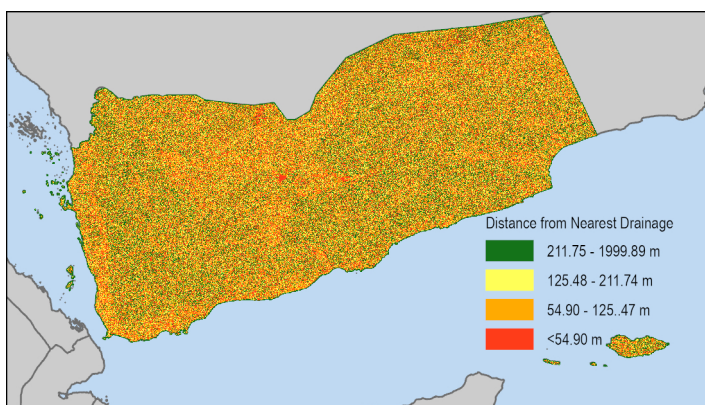 Distance from Nearest Drainage
211.75 - 1999.89 m
125.48 - 211.74 m
54.90 - 125..47 m
<54.90 m